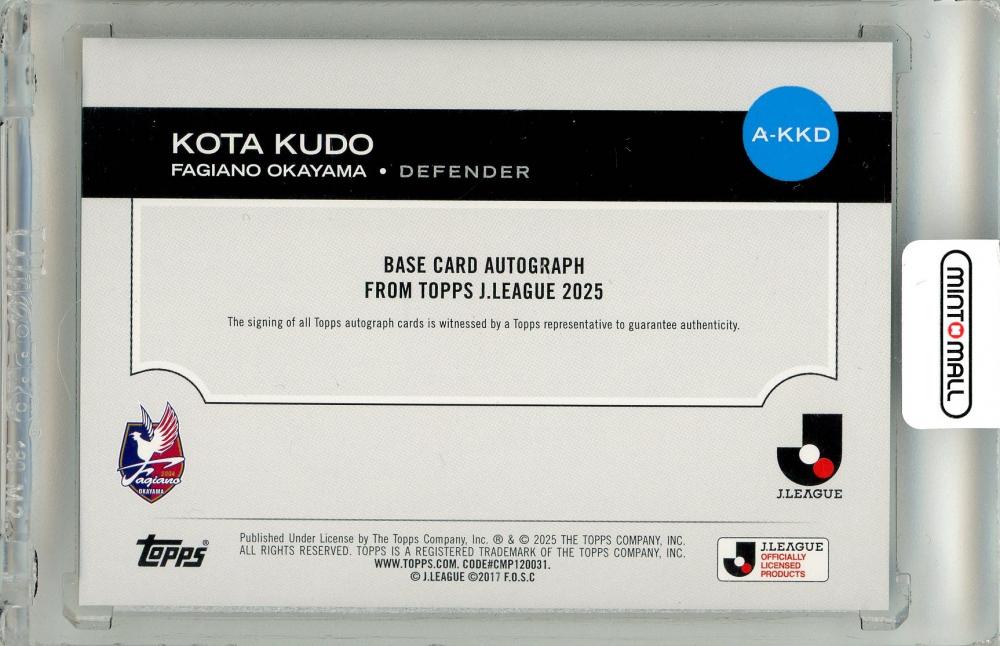 KOTA KUDO
FAGIANO OKAYAMA • DEFENDER
A-KKD
BASE CARD AUTOGRAPH
FROM TOPPS J.LEAGUE 2025
The signing of all Topps autograph cards is witnessed by a Topps representative to guarantee authenticity.
MINTOMALL
2004
Fagiano
OKAYAMA
J.LEAGUE
topps®
Published Under License by The Topps Company, Inc. ® & © 2025 THE TOPPS COMPANY, INC.
ALL RIGHTS RESERVED. TOPPS IS A REGISTERED TRADEMARK OF THE TOPPS COMPANY, INC.
WWW.TOPPS.COM. CODE#CMP120031.
© J.LEAGUE ©2017 F.O.S.C
J.LEAGUE
OFFICIALLY
LICENSED
PRODUCTS